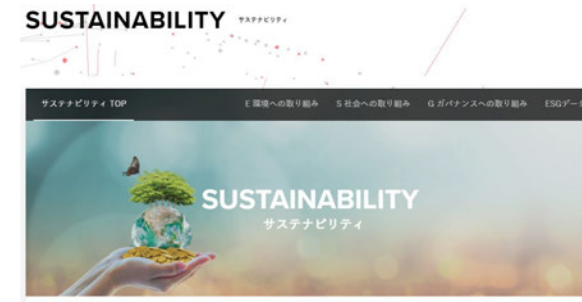 SUSTAINABILITY サステナビリティ
サステナビリティ TOP E 環境への取り組み S 社会への取り組み G ガバナンスへの取り組み ESGデータ
SUSTAINABILITY
サステナビリティ